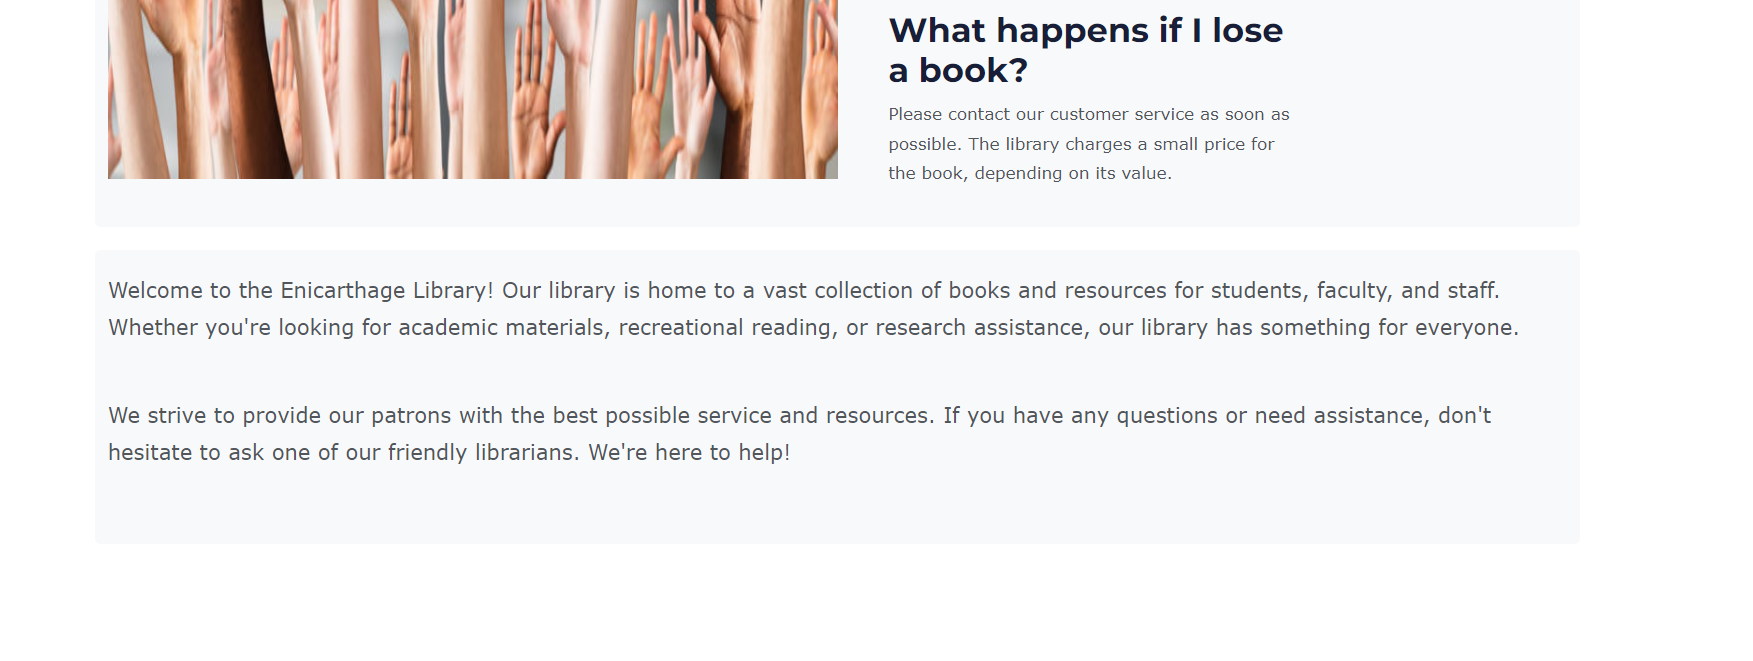 What happens if I lose
a book?
Please contact our customer service as soon as
possible. The library charges a small price for
the book, depending on its value.
Welcome to the Enicarthage Library! Our library is home to a vast collection of books and resources for students, faculty, and staff.
Whether you're looking for academic materials, recreational reading, or research assistance, our library has something for everyone.
We strive to provide our patrons with the best possible service and resources. If you have any questions or need assistance, don't
hesitate to ask one of our friendly librarians. We're here to help!